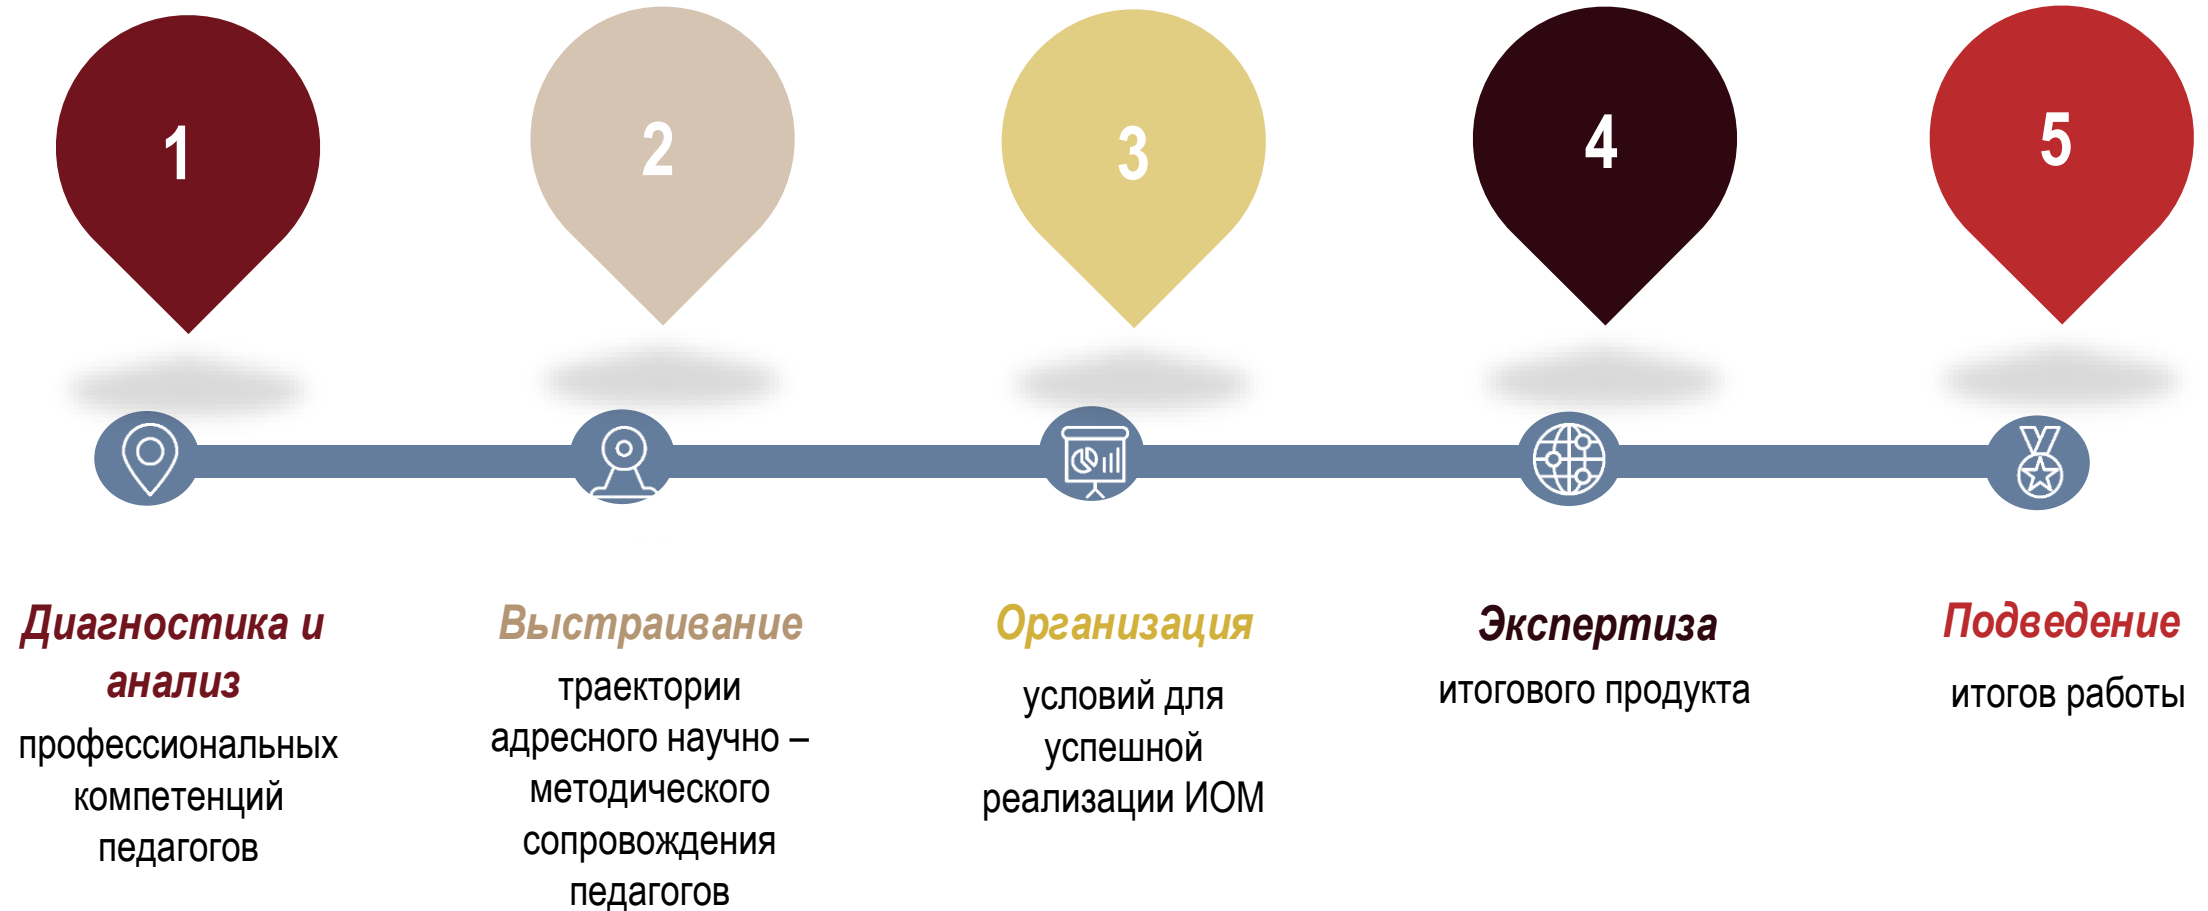 1
2
3
4
5
Диагностика и
анализ
профессиональных
компетенций
педагогов
Выстраивание
траектории
адресного научно –
методического
сопровождения
педагогов
Организация
условий для
успешной
реализации ИОМ
Экспертиза
итогового продукта
Подведение
итогов работы